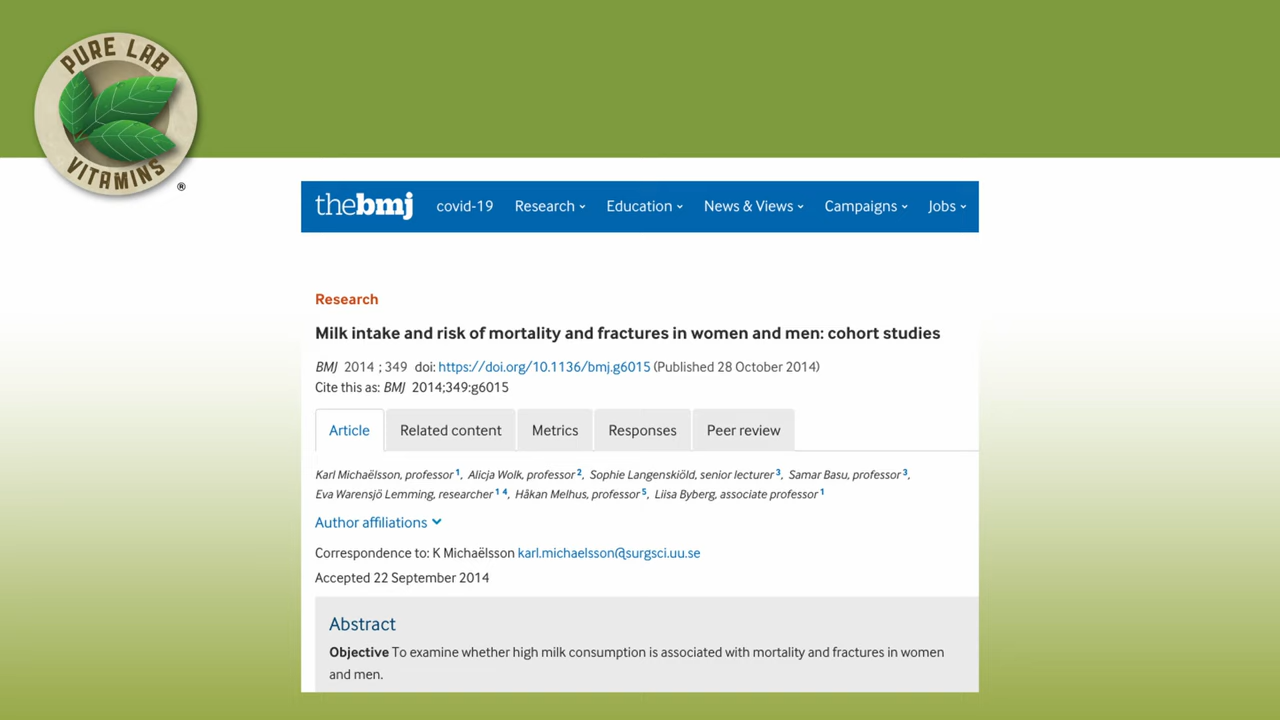 PURE LAB
VITAMINS
®
thebmj covid-19 Research Education News & Views Campaigns Jobs
Research
Milk intake and risk of mortality and fractures in women and men: cohort studies
BMJ 2014 ; 349 doi: https://doi.org/10.1136/bmj.g6015 (Published 28 October 2014)
Cite this as: BMJ 2014;349:g6015
Article Related content Metrics Responses Peer review
Karl Michaëlsson, professor 1, Alicja Wolk, professor 2, Sophie Langenskiöld, senior lecturer 3, Samar Basu, professor 3,
Eva Warensjö Lemming, researcher 1 4, Håkan Melhus, professor 5, Liisa Byberg, associate professor 1
Author affiliations
Correspondence to: K Michaëlsson karl.michaelsson@surgsci.uu.se
Accepted 22 September 2014
Abstract
Objective To examine whether high milk consumption is associated with mortality and fractures in women
and men.